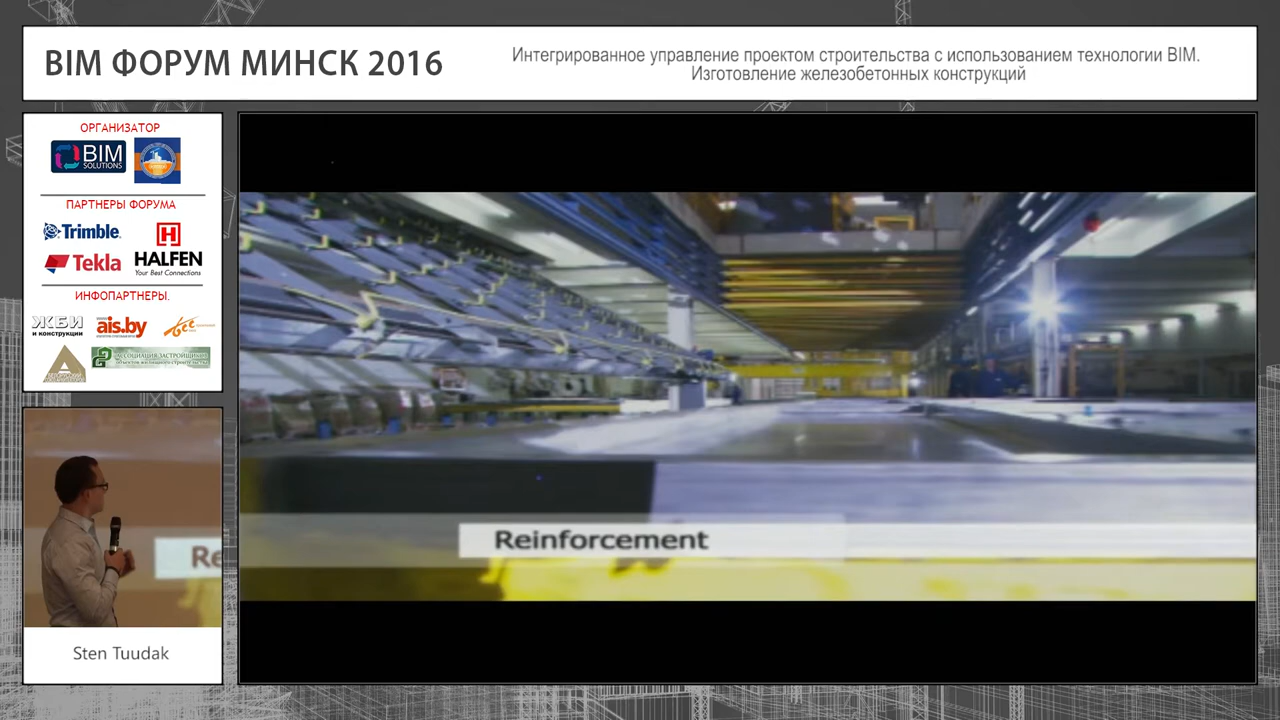 BIM ФОРУМ МИНСК 2016
Интегрированное управление проектом строительства с использованием технологии BIM.
Изготовление железобетонных конструкций
ОРГАНИЗАТОР
BIM
SOLUTIONS
ПАРТНЕРЫ ФОРУМА
Trimble.
Tekla
HALFEN
Your Best Connections
ИНФОПАРТНЕРЫ.
ЖБИ
и конструкции
ais.by
все
АССОЦИАЦИЯ ЗАСТРОЙЩИКОВ
Reinforcement
Re
Sten Tuudak